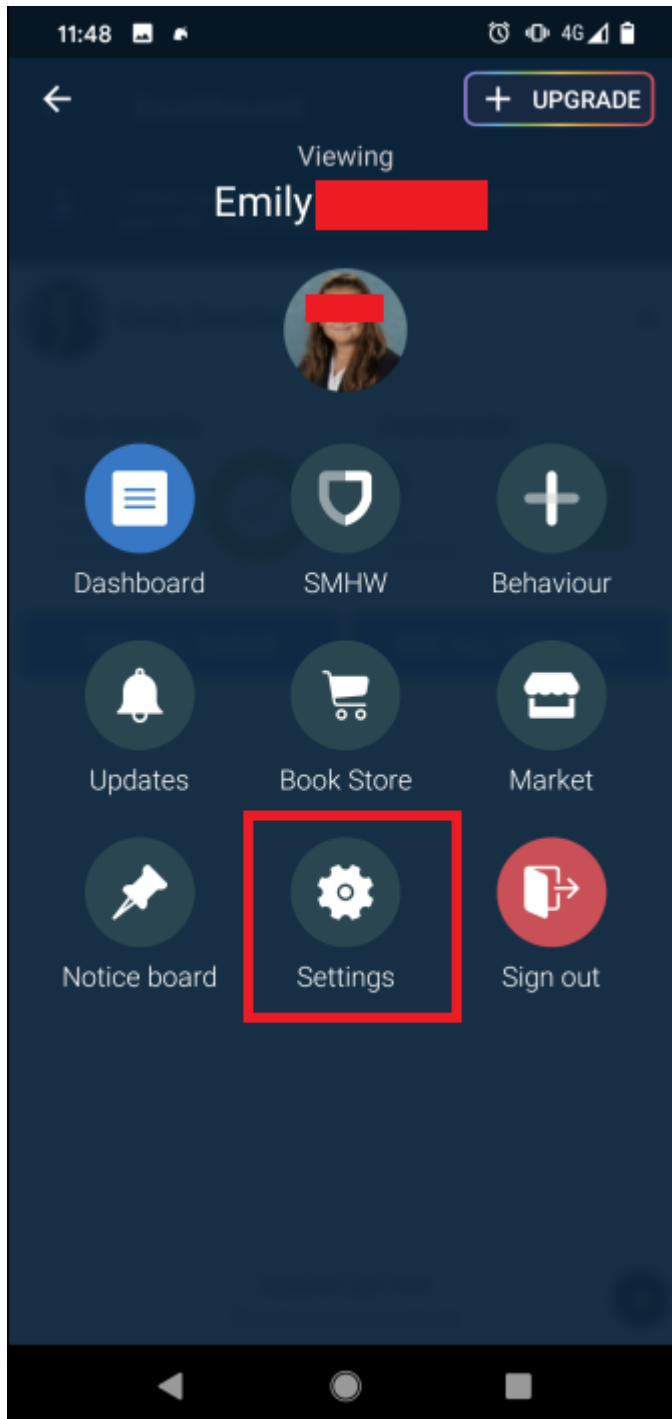 11:48 4G
+ UPGRADE
Viewing
Emily
Dashboard SMHW Behaviour
Updates Book Store Market
Notice board Settings Sign out